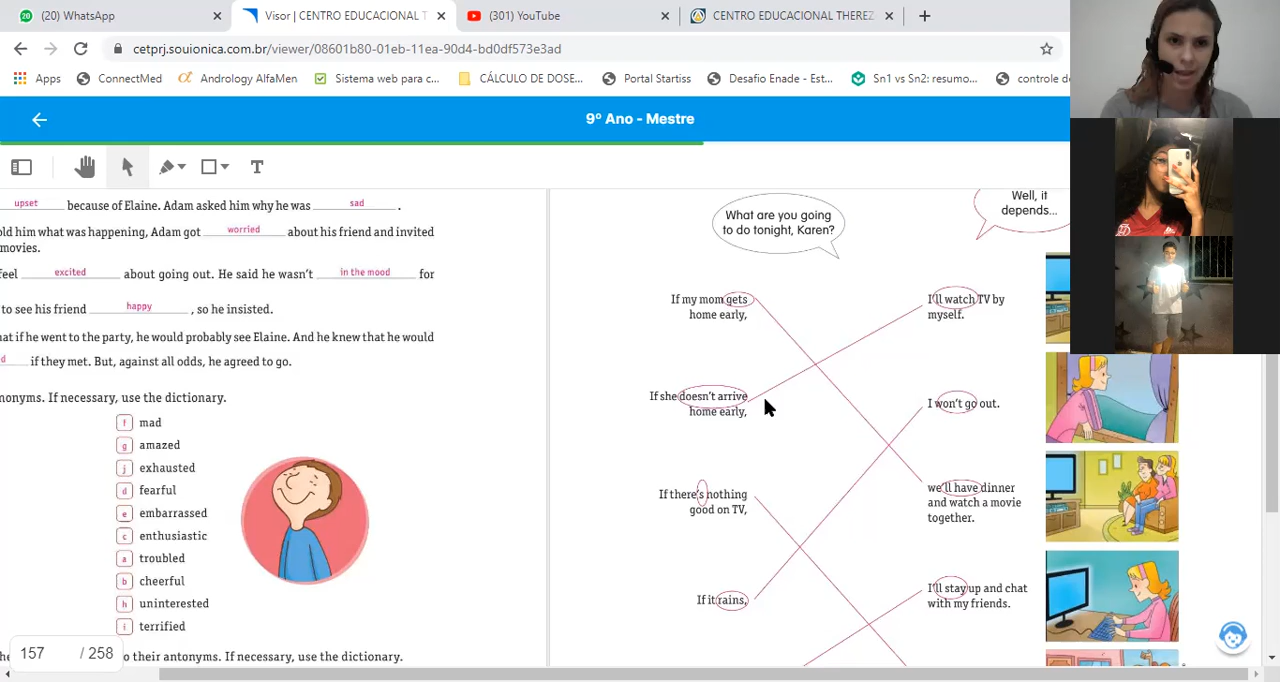 (20) WhatsApp
Visor | CENTRO EDUCACIONAL T
(301) YouTube
CENTRO EDUCACIONAL THEREZ
cetprj.souionica.com.br/viewer/08601b80-01eb-11ea-90d4-bd0df573e3ad
Apps
ConnectMed
Andrology AlfaMen
Sistema web para c...
CÁLCULO DE DOSE...
Portal Startiss
Desafio Enade - Est...
Sn1 vs Sn2: resumo...
controle de
9º Ano - Mestre
T
upset because of Elaine. Adam asked him why he was sad .
old him what was happening, Adam got worried about his friend and invited
movies.
feel excited about going out. He said he wasn't in the mood for
to see his friend happy , so he insisted.
hat if he went to the party, he would probably see Elaine. And he knew that he would
d if they met. But, against all odds, he agreed to go.
nonyms. If necessary, use the dictionary.
f mad
g amazed
j exhausted
d fearful
e embarrassed
c enthusiastic
a troubled
b cheerful
h uninterested
i terrified
he
o their antonyms. If necessary, use the dictionary.
157 / 258
What are you going
to do tonight, Karen?
Well, it
depends...
If my mom gets
home early,
I'll watch TV by
myself.
If she doesn't arrive
home early,
I won't go out.
If there's nothing
good on TV,
we'll have dinner
and watch a movie
together.
If it rains,
I'll stay up and chat
with my friends.